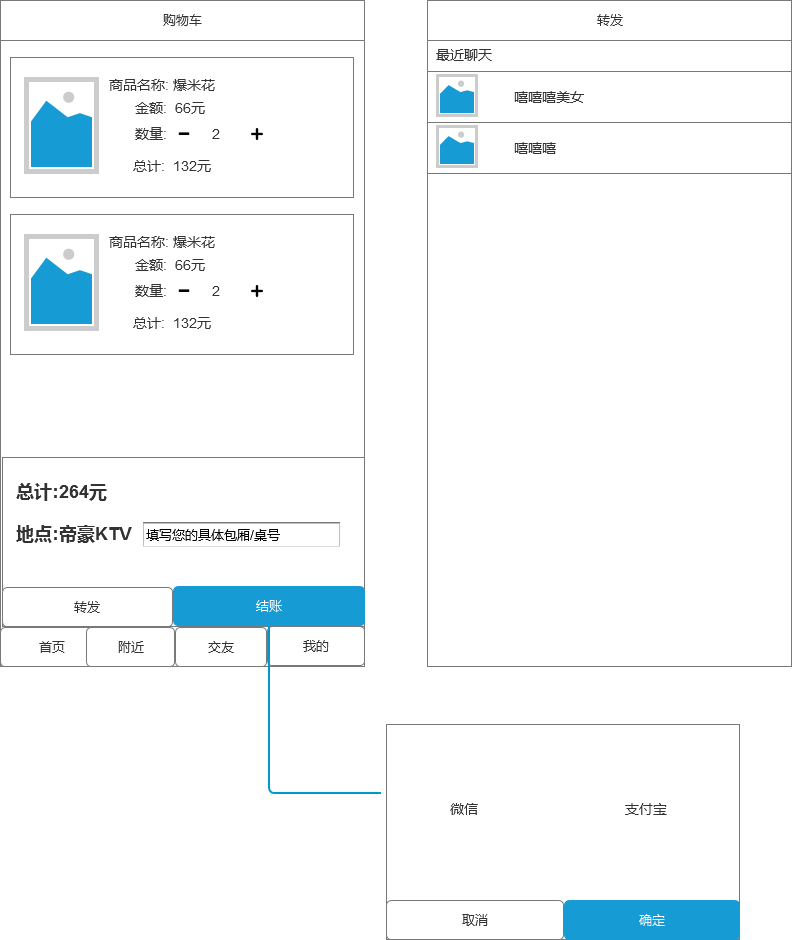 购物车
商品名称: 爆米花
金额: 66元
数量: - 2 +
总计: 132元
商品名称: 爆米花
金额: 66元
数量: - 2 +
总计: 132元
总计:264元
地点:帝豪KTV 填写您的具体包厢/桌号
转发 结账
首页 附近 交友 我的
转发
最近聊天
嘻嘻嘻美女
嘻嘻嘻
微信 支付宝
取消 确定